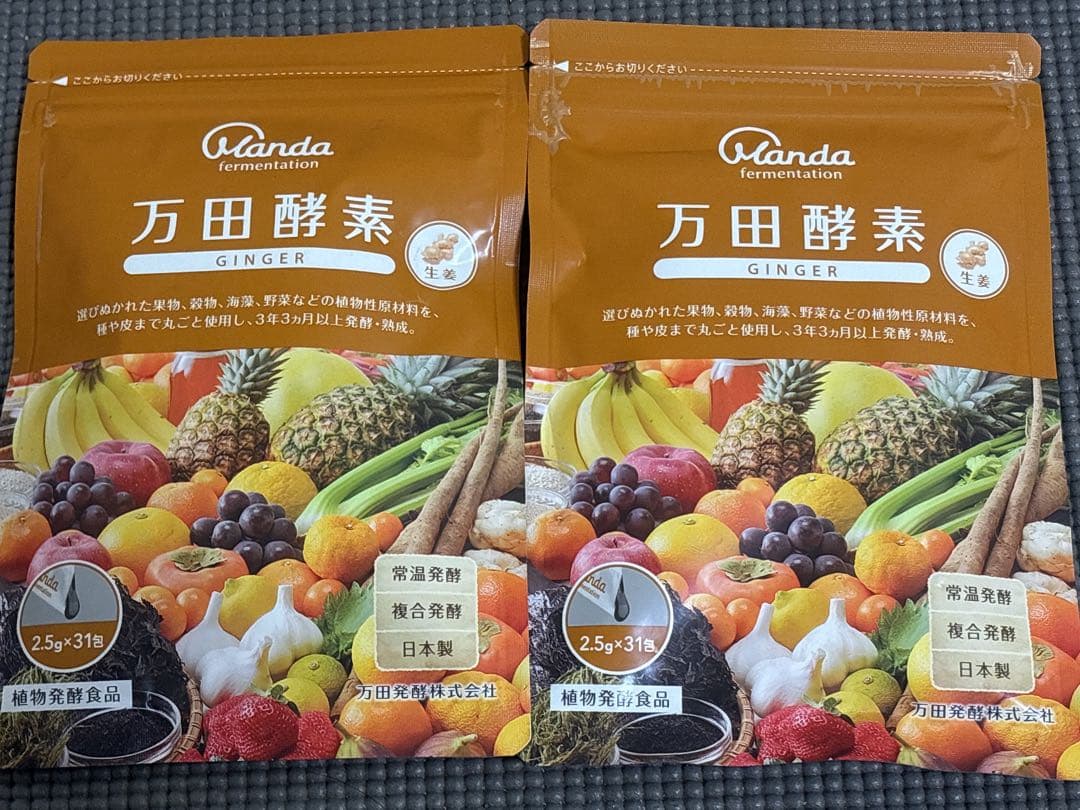 ここからお切りください
Manda
fermentation
万田酵素
GINGER
生姜
選びぬかれた果物、穀物、海藻、野菜などの植物性原材料を、
種や皮まで丸ごと使用し、3年3ヵ月以上発酵・熟成。
常温発酵
複合発酵
日本製
2.5g×31包
植物発酵食品
万田発酵株式会社
ここからお切りください
Manda
fermentation
万田酵素
GINGER
生姜
選びぬかれた果物、穀物、海藻、野菜などの植物性原材料を、
種や皮まで丸ごと使用し、3年3ヵ月以上発酵・熟成。
常温発酵
複合発酵
日本製
2.5g×31包
植物発酵食品
万田発酵株式会社